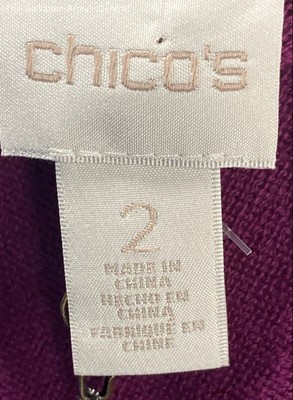 chico's
2
MADE IN
CHINA
HECHO EN
CHINA
FABRIQUÉ EN
CHINE